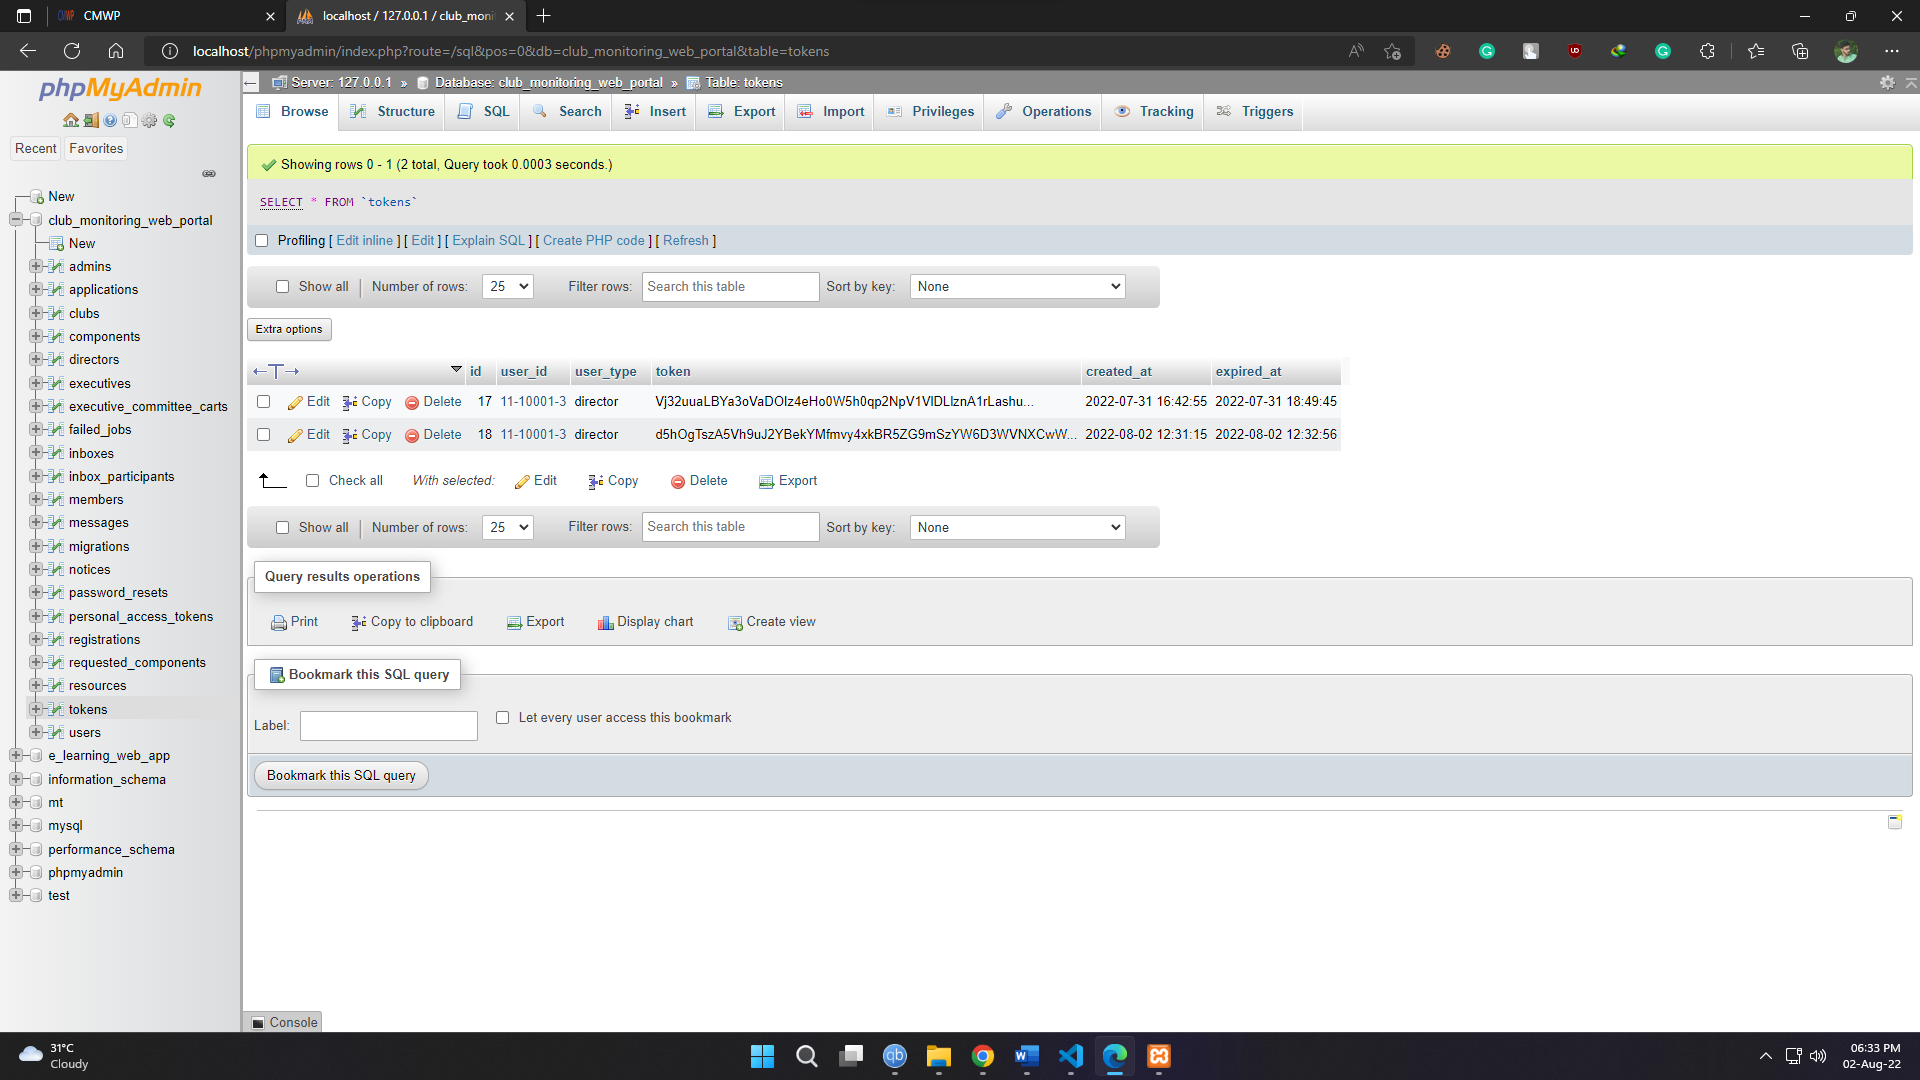 CMWP CMWP
localhost / 127.0.0.1 / club_moni
localhost/phpmyadmin/index.php?route=/sql&pos=0&db=club_monitoring_web_portal&table=tokens
phpMyAdmin
Recent Favorites
New
club_monitoring_web_portal
New
admins
applications
clubs
components
directors
executives
executive_committee_carts
failed_jobs
inboxes
inbox_participants
members
messages
migrations
notices
password_resets
personal_access_tokens
registrations
requested_components
resources
tokens
users
e_learning_web_app
information_schema
mt
mysql
performance_schema
phpmyadmin
test
Server: 127.0.0.1 » Database: club_monitoring_web_portal » Table: tokens
Browse Structure SQL Search Insert Export Import Privileges Operations Tracking Triggers
Showing rows 0 - 1 (2 total, Query took 0.0003 seconds.)
SELECT * FROM `tokens`
Profiling [ Edit inline ] [ Edit ] [ Explain SQL ] [ Create PHP code ] [ Refresh ]
Show all Number of rows: 25 Filter rows: Search this table Sort by key: None
Extra options
id user_id user_type token created_at expired_at
Edit Copy Delete 17 11-10001-3 director Vj32uuaLBYa3oVaDOIz4eHo0W5h0qp2NpV1VlDLlznA1rLashu... 2022-07-31 16:42:55 2022-07-31 18:49:45
Edit Copy Delete 18 11-10001-3 director d5hOgTszA5Vh9uJ2YBekYMfmvy4xkBR5ZG9mSzYW6D3WVNXCwW... 2022-08-02 12:31:15 2022-08-02 12:32:56
Check all With selected: Edit Copy Delete Export
Show all Number of rows: 25 Filter rows: Search this table Sort by key: None
Query results operations
Print Copy to clipboard Export Display chart Create view
Bookmark this SQL query
Label: Let every user access this bookmark
Bookmark this SQL query
Console
31°C
Cloudy
06:33 PM
02-Aug-22